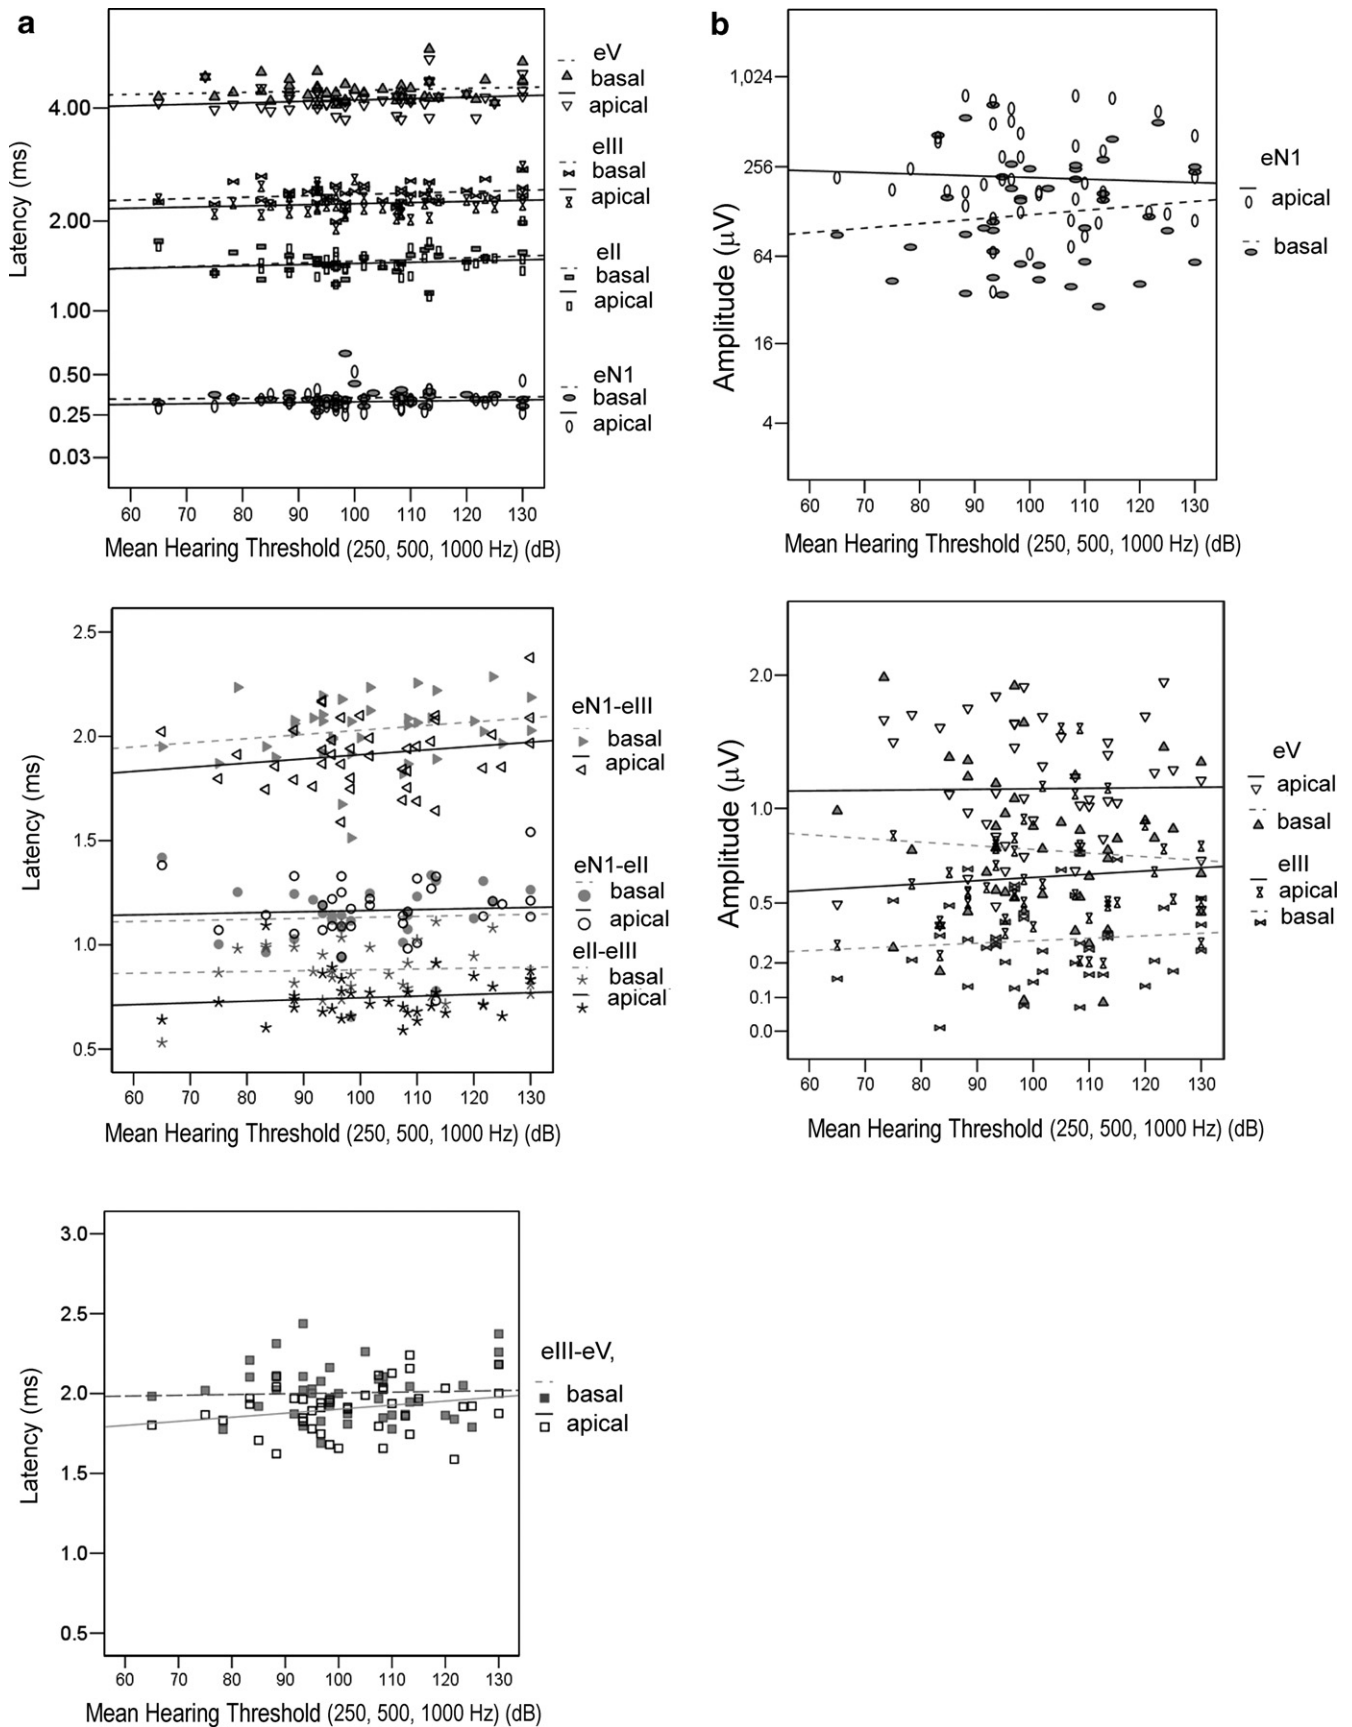 a
Latency (ms)
4.00
2.00
1.00
0.50
0.25
0.03
60 70 80 90 100 110 120 130
Mean Hearing Threshold (250, 500, 1000 Hz) (dB)
eV
basal
apical
eIII
basal
apical
eII
basal
apical
eN1
basal
apical
b
Amplitude (μV)
1,024
256
64
16
4
60 70 80 90 100 110 120 130
Mean Hearing Threshold (250, 500, 1000 Hz) (dB)
eN1
apical
basal
Latency (ms)
2.5
2.0
1.5
1.0
0.5
60 70 80 90 100 110 120 130
Mean Hearing Threshold (250, 500, 1000 Hz) (dB)
eN1-eIII
basal
apical
eN1-eII
basal
apical
eII-eIII
basal
apical
Amplitude (μV)
2.0
1.0
0.5
0.2
0.1
0.0
60 70 80 90 100 110 120 130
Mean Hearing Threshold (250, 500, 1000 Hz) (dB)
eV
apical
basal
eIII
apical
basal
Latency (ms)
3.0
2.5
2.0
1.5
1.0
0.5
60 70 80 90 100 110 120 130
Mean Hearing Threshold (250, 500, 1000 Hz) (dB)
eIII-eV,
basal
apical